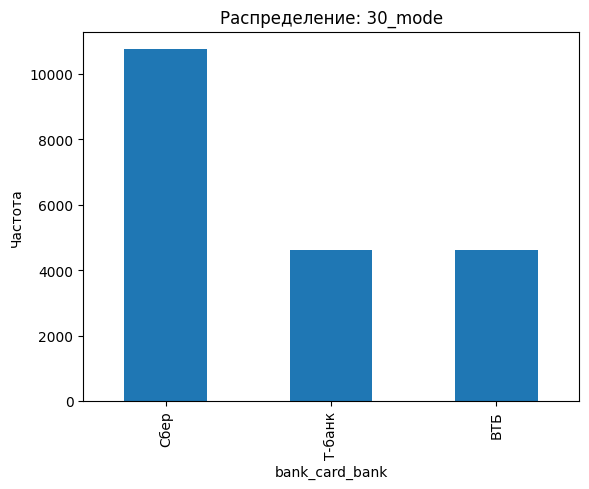 Распределение: 30_mode
Частота
10000
8000
6000
4000
2000
0
Сбер
Т-банк
ВТБ
bank_card_bank